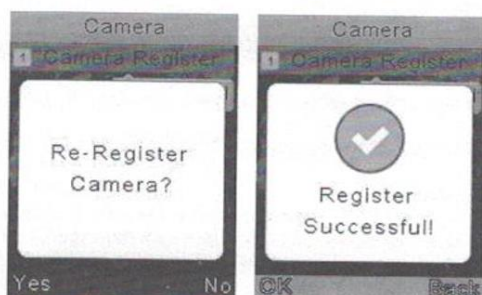 Camera
1 Camera Register
Re-Register
Camera?
Yes No
Camera
1 Camera Register
Register
Successful!
OK Back